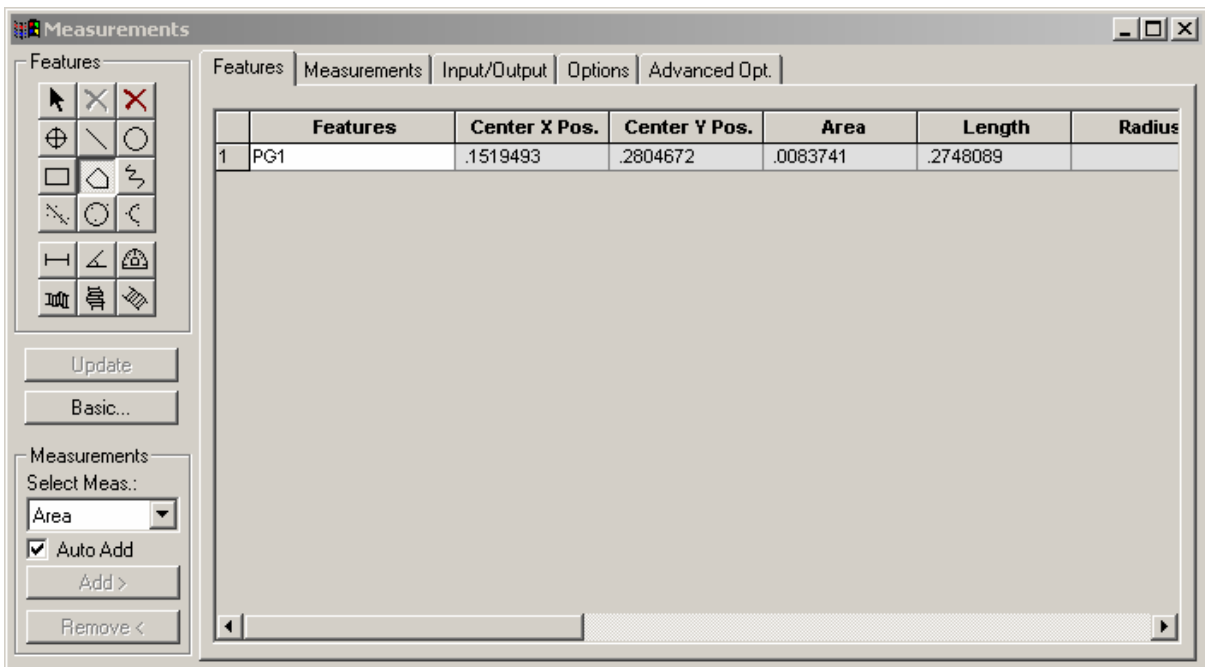 Measurements
Features
Features Measurements Input/Output Options Advanced Opt.
Features Center X Pos. Center Y Pos. Area Length Radius
1 PG1 .1519493 .2804672 .0083741 .2748089
Update
Basic...
Measurements
Select Meas.:
Area
Auto Add
Add >
Remove <